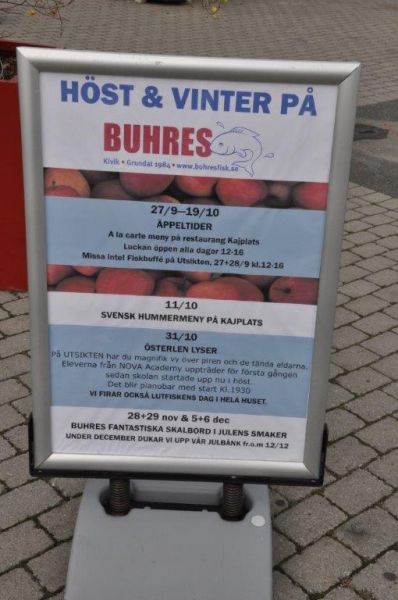 HÖST & VINTER PÅ
BUHRES
Kivik • Grundat 1984 • www.buhresfisk.se
27/9—19/10
ÄPPELTIDER
A la carte meny på restaurang Kajplats
Luckan öppen alla dagar 12-16
Missa inte! Fiskbuffé på Utsikten, 27+28/9 kl.12-16
11/10
SVENSK HUMMERMENY PÅ KAJPLATS
31/10
ÖSTERLEN LYSER
På UTSIKTEN har du magnifik vy över piren och de tända eldarna.
Eleverna från NOVA Academy uppträder för första gången
sedan skolan startade upp nu i höst.
Det blir pianobar med start Kl.1930
VI FIRAR OCKSÅ LUTFISKENS DAG I HELA HUSET.
28+29 nov & 5+6 dec
BUHRES FANTASTISKA SKALBORD I JULENS SMAKER
UNDER DECEMBER DUKAR VI UPP VÅR JULBÄNK fr.o.m 12/12